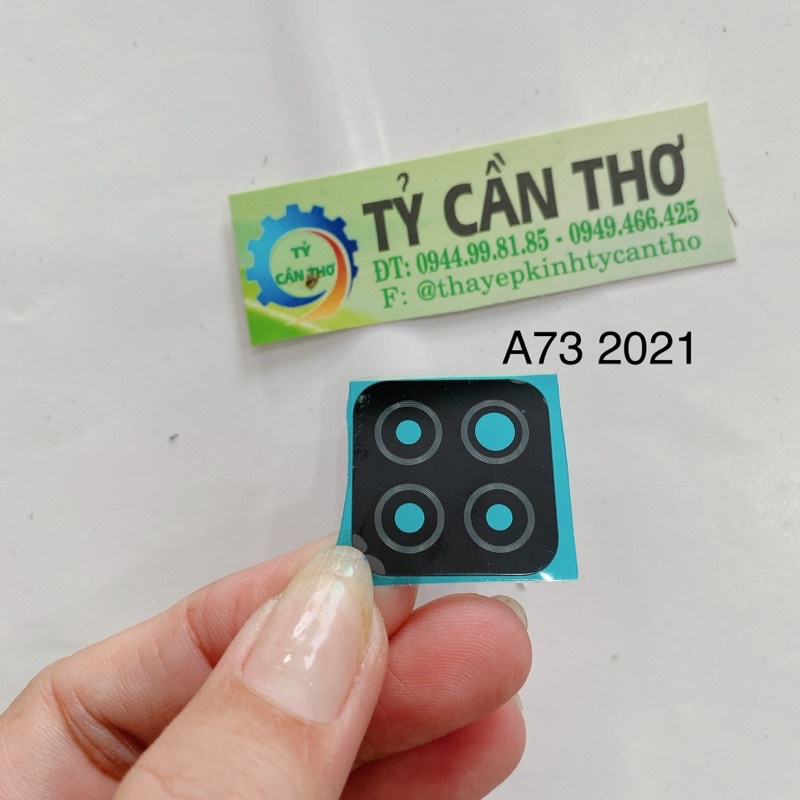 TỶ CẦN THƠ
TỶ
CẦN THƠ
ĐT: 0944.99.81.85 - 0949.466.425
F: @thayepkinhtycantho
A73 2021